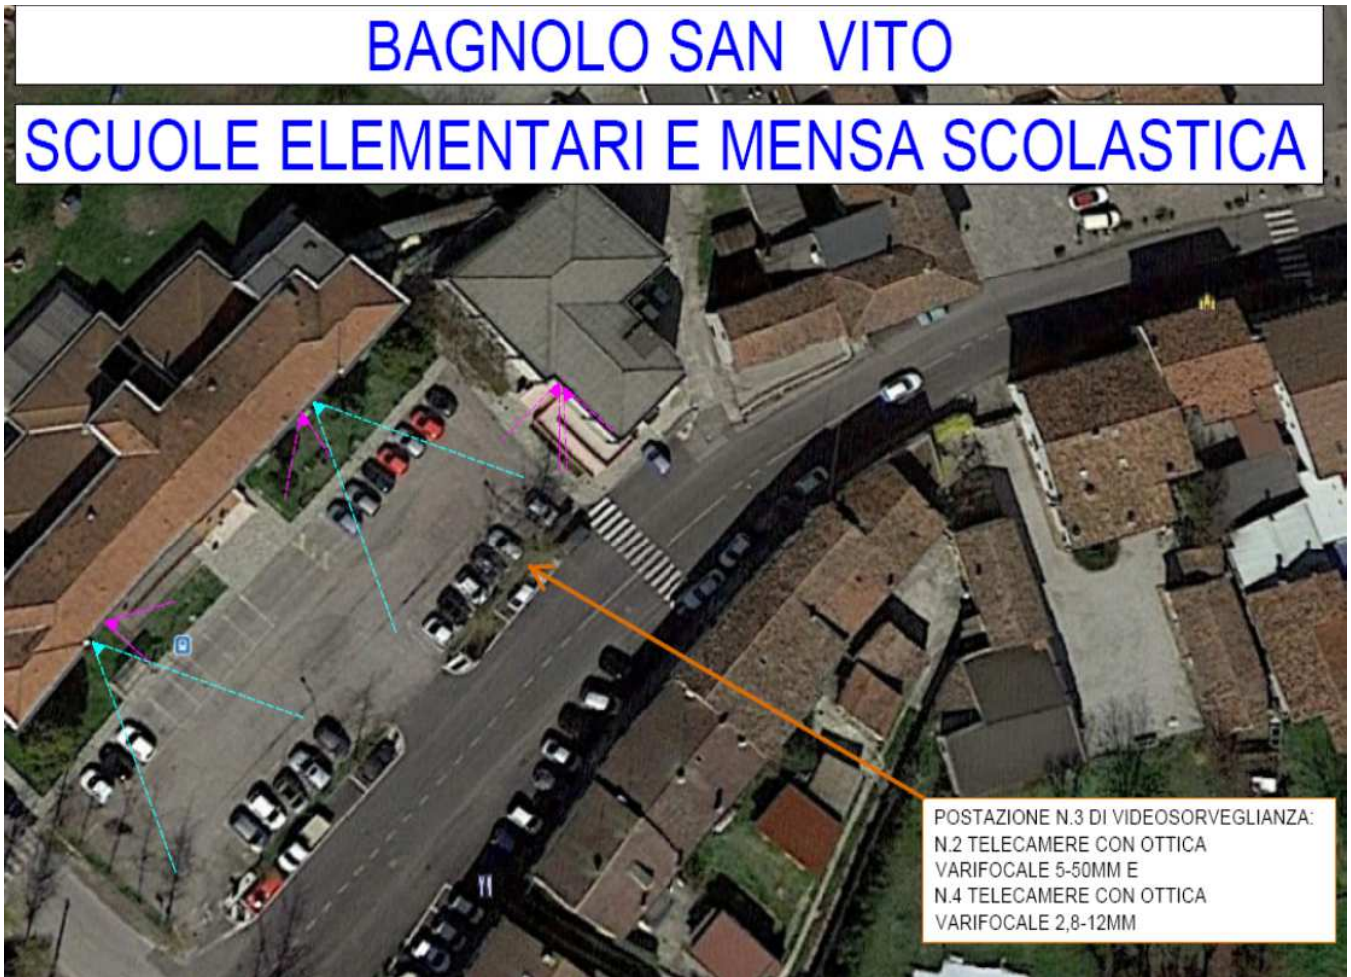 BAGNOLO SAN VITO
SCUOLE ELEMENTARI E MENSA SCOLASTICA
POSTAZIONE N.3 DI VIDEOSORVEGLIANZA:
N.2 TELECAMERE CON OTTICA
VARIFOCALE 5-50MM E
N.4 TELECAMERE CON OTTICA
VARIFOCALE 2,8-12MM